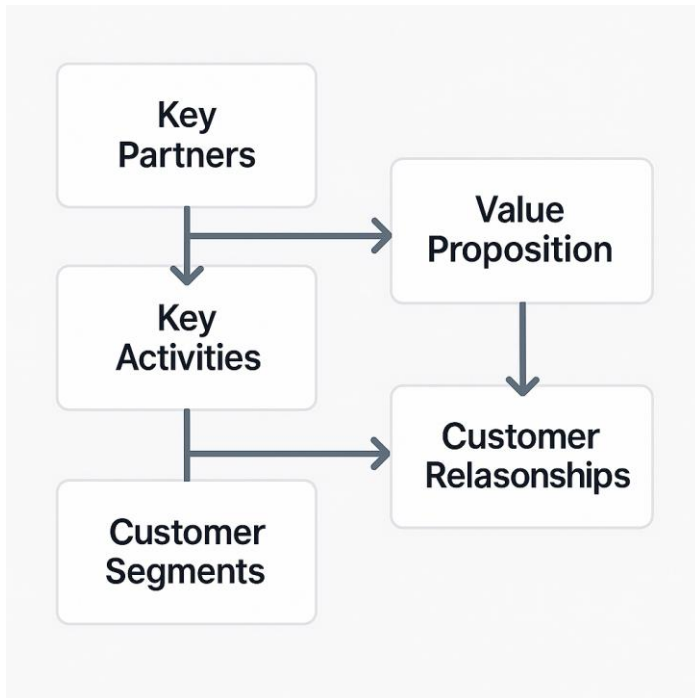 Key
Partners
Value
Proposition
Key
Activities
Customer
Relasonships
Customer
Segments